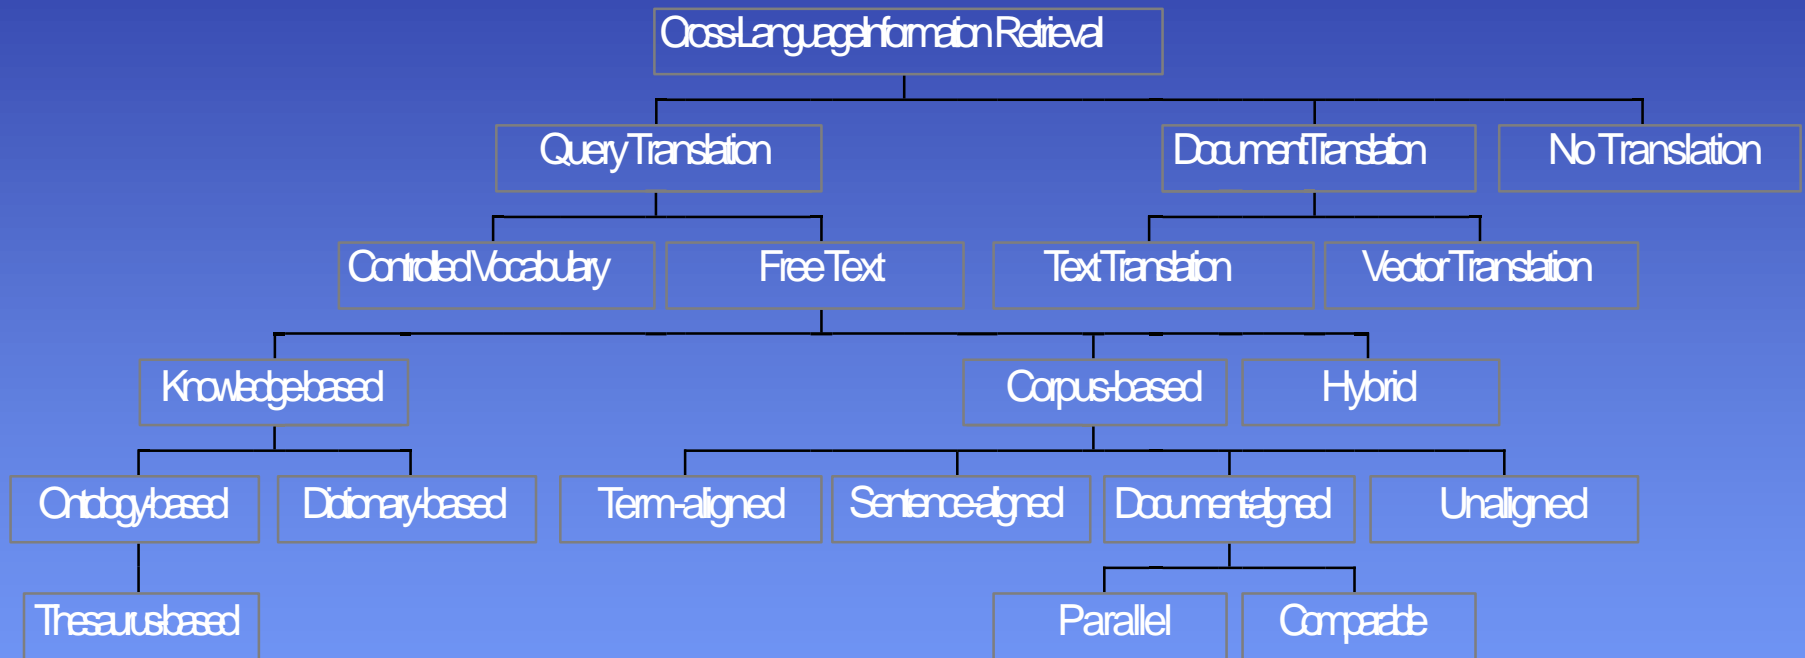 Cross-Language Information Retrieval
Query Translation
Document Translation
No Translation
Controlled Vocabulary
Free Text
Text Translation
Vector Translation
Knowledge-based
Corpus-based
Hybrid
Ontology-based
Dictionary-based
Term-aligned
Sentence-aligned
Document-aligned
Unaligned
Thesaurus-based
Parallel
Comparable